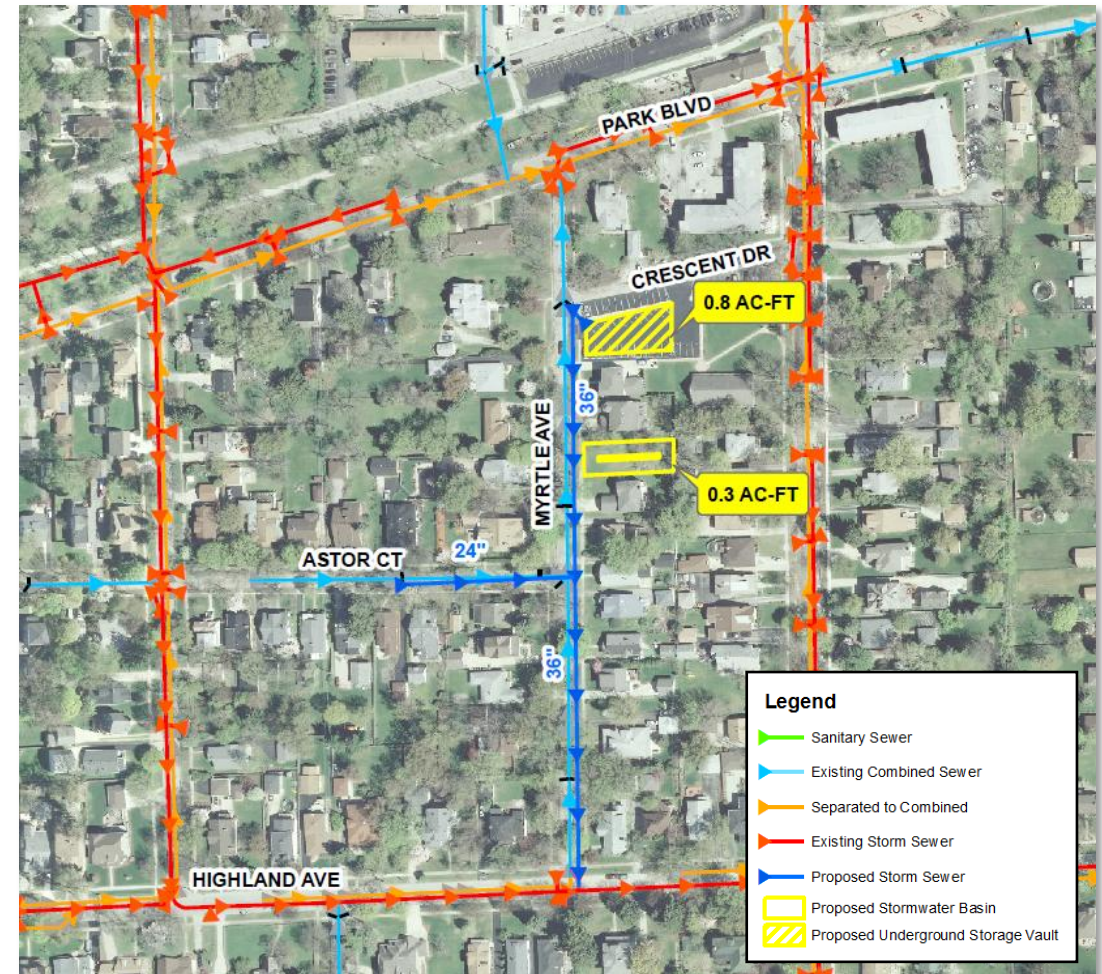 PARK BLVD
CRESCENT DR
0.8 AC-FT
36"
MYRTLE AVE
0.3 AC-FT
24"
ASTOR CT
36"
HIGHLAND AVE
Legend
Sanitary Sewer
Existing Combined Sewer
Separated to Combined
Existing Storm Sewer
Proposed Storm Sewer
Proposed Stormwater Basin
Proposed Underground Storage Vault